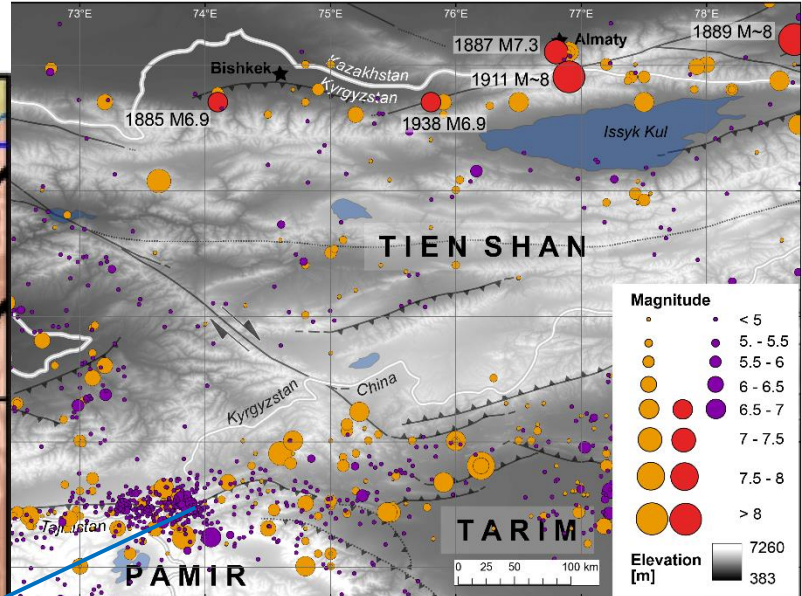 73°E
74°E
75°E
76°E
77°E
78°E
1889 M~8
1887 M7.3
Almaty
Bishkek
Kazakhstan
Kyrgyzstan
1911 M~8
1885 M6.9
1938 M6.9
Issyk Kul
TIEN SHAN
Magnitude
< 5
5. - 5.5
5.5 - 6
6 - 6.5
6.5 - 7
7 - 7.5
7.5 - 8
> 8
Elevation
[m]
7260
383
Kyrgyzstan
China
Tajikistan
TARIM
PAMIR
0 25 50 100 km